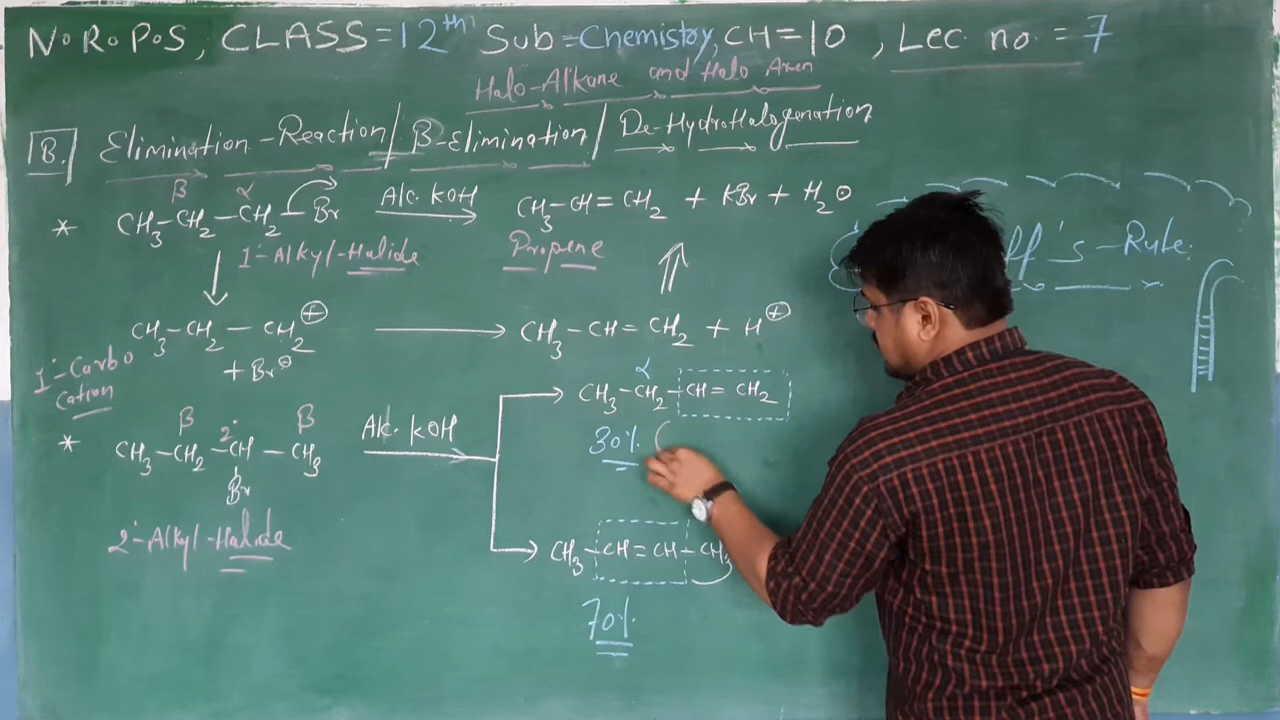 N.R.P.S, CLASS=12th Sub=Chemistry, CH=10, Lec no. = 7
Halo-Alkane and Halo Aren
B. Elimination-Reaction/ β-Elimination/ De-HydroHalogenation
β α
* CH3-CH2-CH2-Br Alc. KOH CH3-CH=CH2 + KBr + H2O
1°-Alkyl-Halide Propene
ff's-Rule.
CH3-CH2-CH2⊕ CH3-CH=CH2 + H⊕
+ Br⊖
1°-Carbo
Cation
α
CH3-CH2-CH=CH2
30%
β 2° β
* CH3-CH2-CH-CH3 Alc. KOH
Br
2°-Alkyl-Halide
CH3-CH=CH-CH3
70%